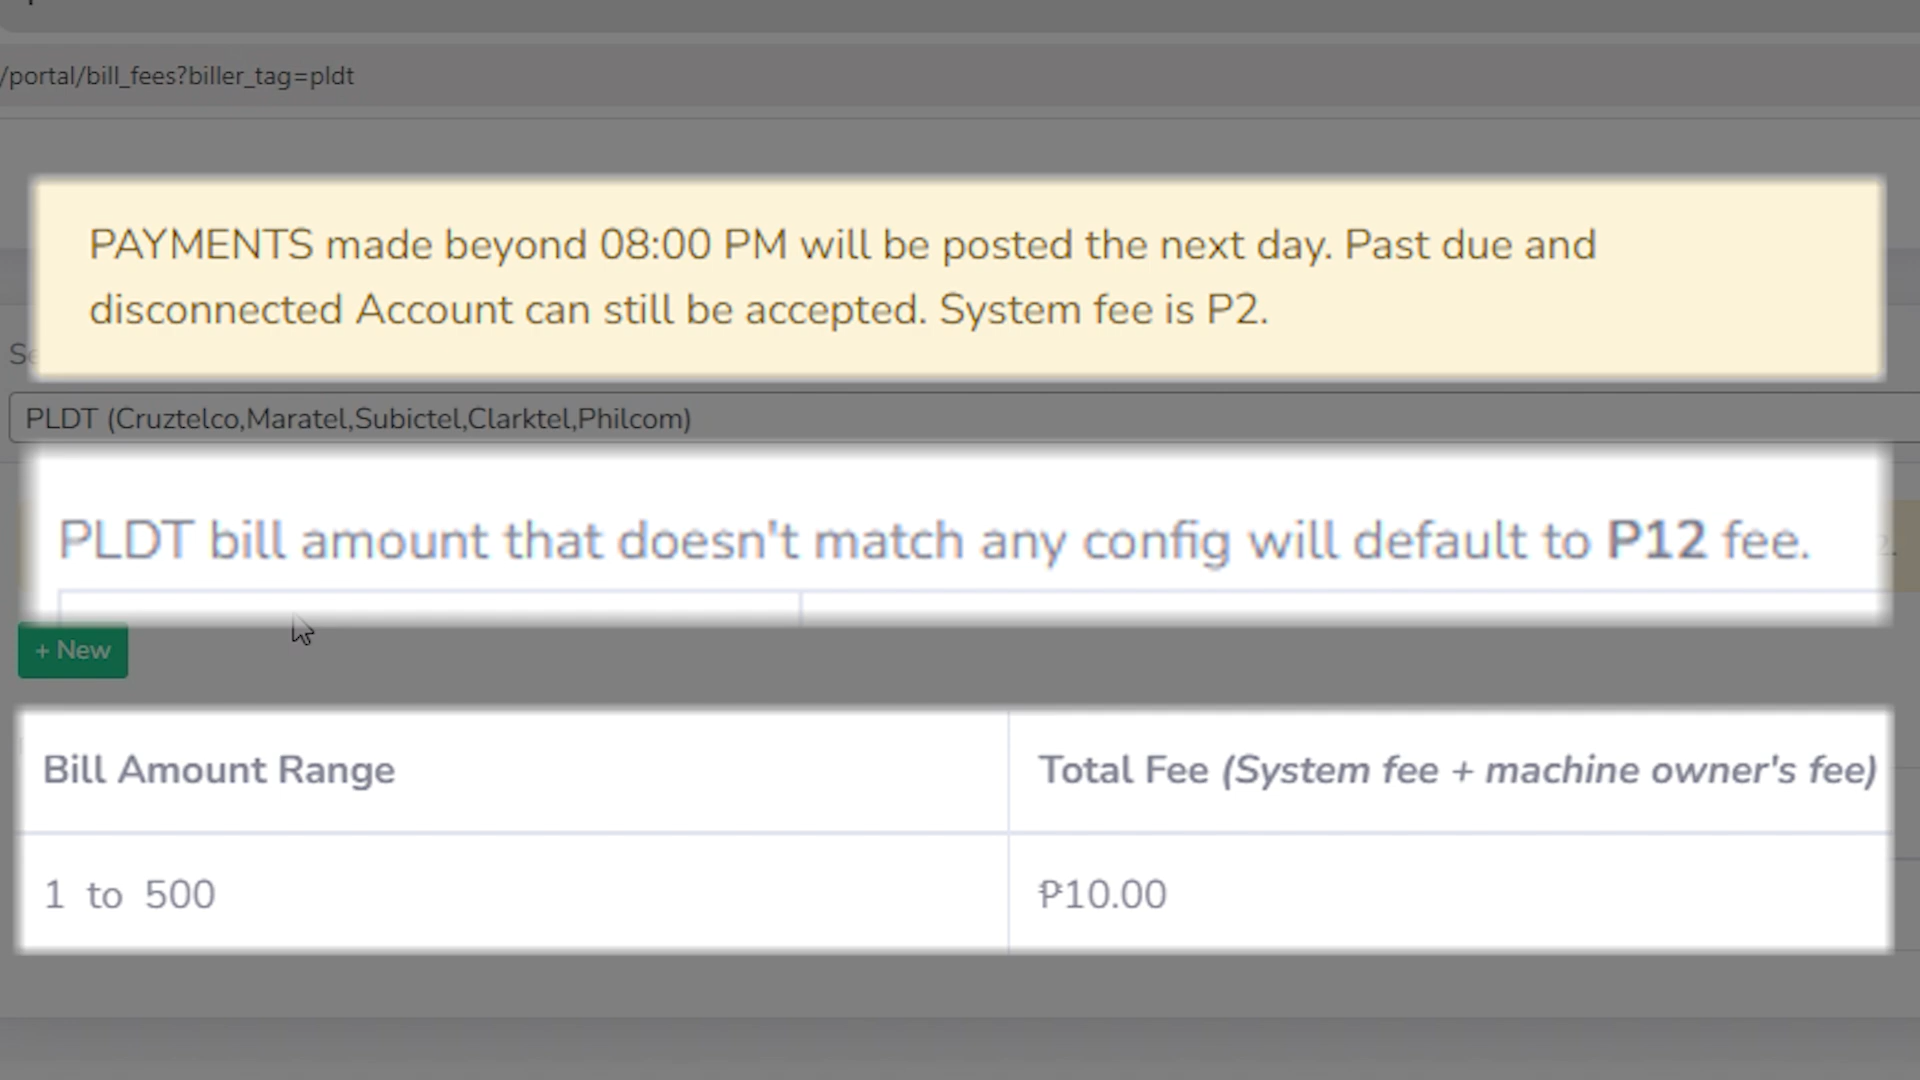 /portal/bill_fees?biller_tag=pldt
PAYMENTS made beyond 08:00 PM will be posted the next day. Past due and
disconnected Account can still be accepted. System fee is P2.
PLDT (Cruztelco,Maratel,Subictel,Clarktel,Philcom)
PLDT bill amount that doesn't match any config will default to P12 fee.
+ New
Bill Amount Range
Total Fee (System fee + machine owner's fee)
1 to 500
₱10.00